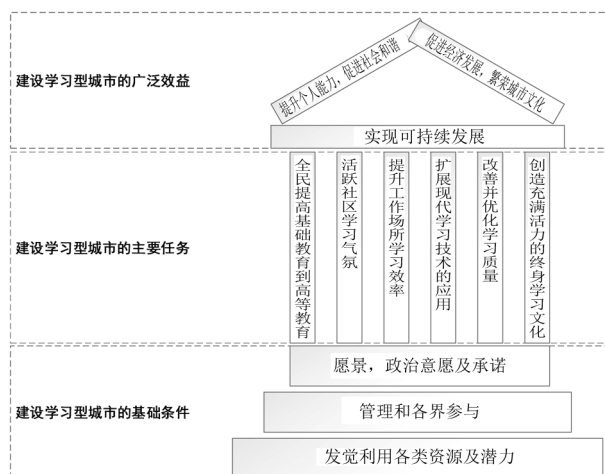 建设学习型城市的广泛效益
提升个人能力，促进社会和谐
促进经济发展，繁荣城市文化
实现可持续发展
建设学习型城市的主要任务
全民提高基础教育到高等教育
活跃社区学习气氛
提升工作场所学习效率
扩展现代学习技术的应用
改善并优化学习质量
创造充满活力的终身学习文化
建设学习型城市的基础条件
愿景，政治意愿及承诺
管理和各界参与
发觉利用各类资源及潜力